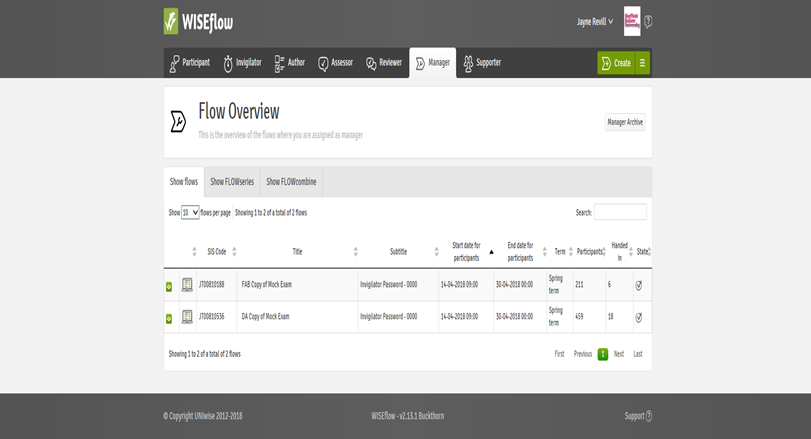 WISEflow
Jayne Revill
Sheffield Hallam University
Participant Invigilator Author Assessor Reviewer Manager Supporter Create
Flow Overview
This is the overview of the flows where you are assigned as manager
Manager Archive
Show flows Show FLOWseries Show FLOWcombine
Show 10 flows per page Showing 1 to 2 of a total of 2 flows Search:
SIS Code Title Subtitle Start date for participants End date for participants Term Participants Handed in State
JT00810188 FAB Copy of Mock Exam Invigilator Password - 0000 14-04-2018 09:00 30-04-2018 00:00 Spring term 211 6
JT00810536 DA Copy of Mock Exam Invigilator Password - 0000 14-04-2018 09:00 30-04-2018 00:00 Spring term 459 18
Showing 1 to 2 of a total of 2 flows First Previous 1 Next Last
© Copyright UNIwise 2012-2018 WISEflow - v2.13.1 Buckthorn Support